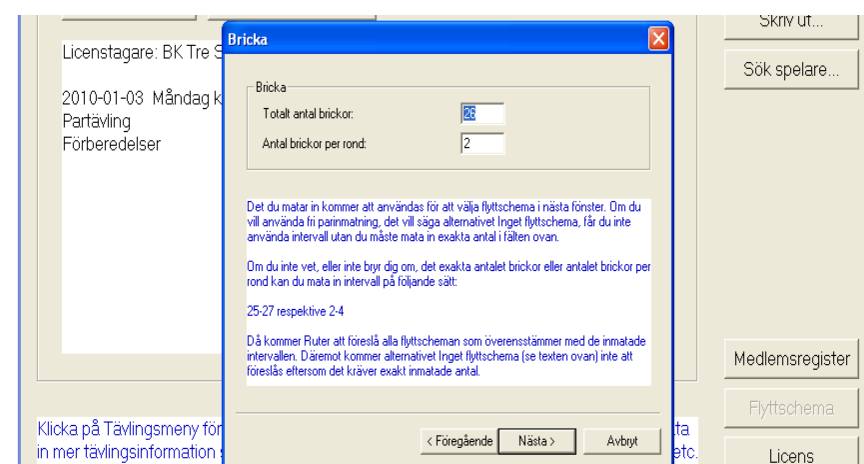 Skriv ut...
Licenstagare: BK Tre S
Bricka
Sök spelare...
2010-01-03 Måndag k
Partävling
Förberedelser
Bricka
Totalt antal brickor:
26
Antal brickor per rond:
2
Det du matar in kommer att användas för att välja flyttschema i nästa fönster. Om du
vill använda fri parinmatning, det vill säga alternativet Inget flyttschema, får du inte
använda intervall utan du måste mata in exakta antal i fälten ovan.
Om du inte vet, eller inte bryr dig om, det exakta antalet brickor eller antalet brickor per
rond kan du mata in intervall på följande sätt:
25-27 respektive 2-4
Då kommer Ruter att föreslå alla flyttscheman som överensstämmer med de inmatade
intervallen. Däremot kommer alternativet Inget flyttschema (se texten ovan) inte att
föreslås eftersom det kräver exakt inmatade antal.
Medlemsregister
Flyttschema
Klicka på Tävlingsmeny för
ta
< Föregående
Nästa >
Avbryt
in mer tävlingsinformation s
etc.
Licens